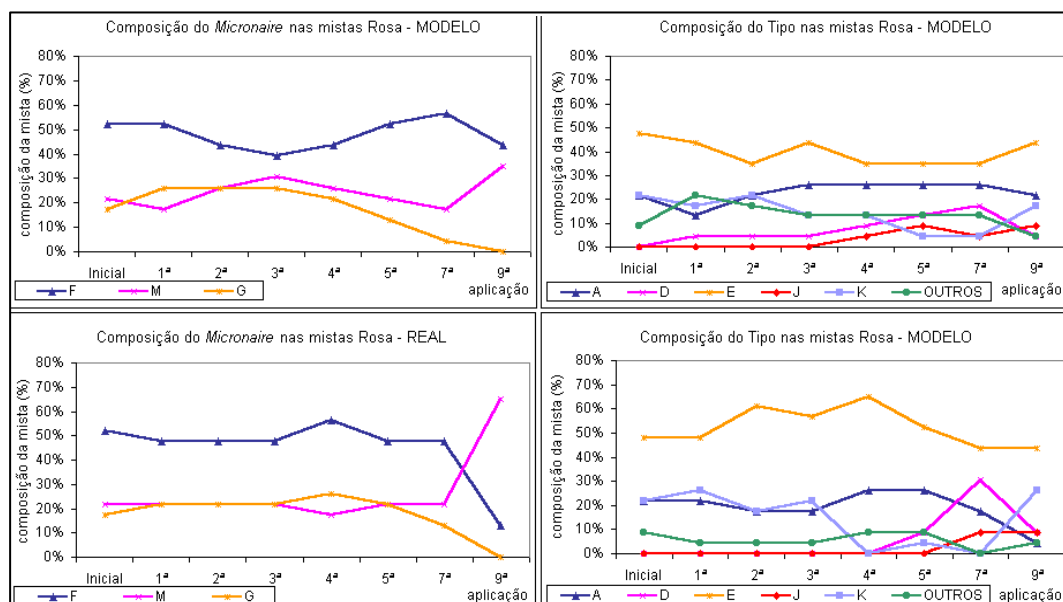 Composição do Micronaire nas mistas Rosa - MODELO
composição da mista (%)
80%
70%
60%
50%
40%
30%
20%
10%
0%
Inicial 1ª 2ª 3ª 4ª 5ª 7ª 9ª
F M G aplicação
Composição do Tipo nas mistas Rosa - MODELO
composição da mista (%)
80%
70%
60%
50%
40%
30%
20%
10%
0%
Inicial 1ª 2ª 3ª 4ª 5ª 7ª 9ª
A D E J K OUTROS aplicação
Composição do Micronaire nas mistas Rosa - REAL
composição da mista (%)
80%
70%
60%
50%
40%
30%
20%
10%
0%
Inicial 1ª 2ª 3ª 4ª 5ª 7ª 9ª
F M G aplicação
Composição do Tipo nas mistas Rosa - MODELO
composição da mista (%)
80%
70%
60%
50%
40%
30%
20%
10%
0%
Inicial 1ª 2ª 3ª 4ª 5ª 7ª 9ª
A D E J K OUTROS aplicação